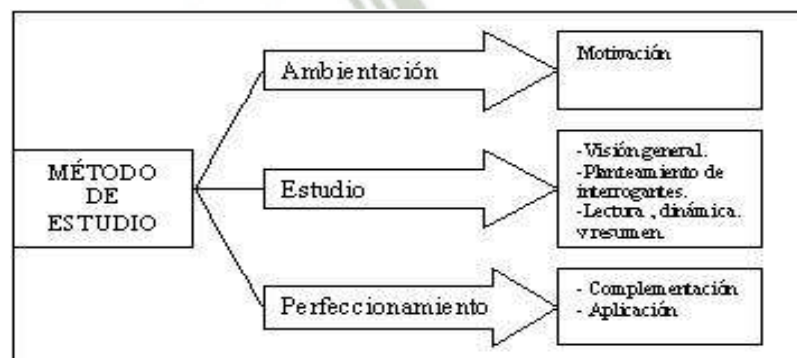 MÉTODO
DE
ESTUDIO
Ambientación
Motivación
Estudio
-Visión general.
-Planteamiento de
interrogantes.
-Lectura , dinámica.
y resumen.
Perfeccionamiento
- Complementación
- Aplicación